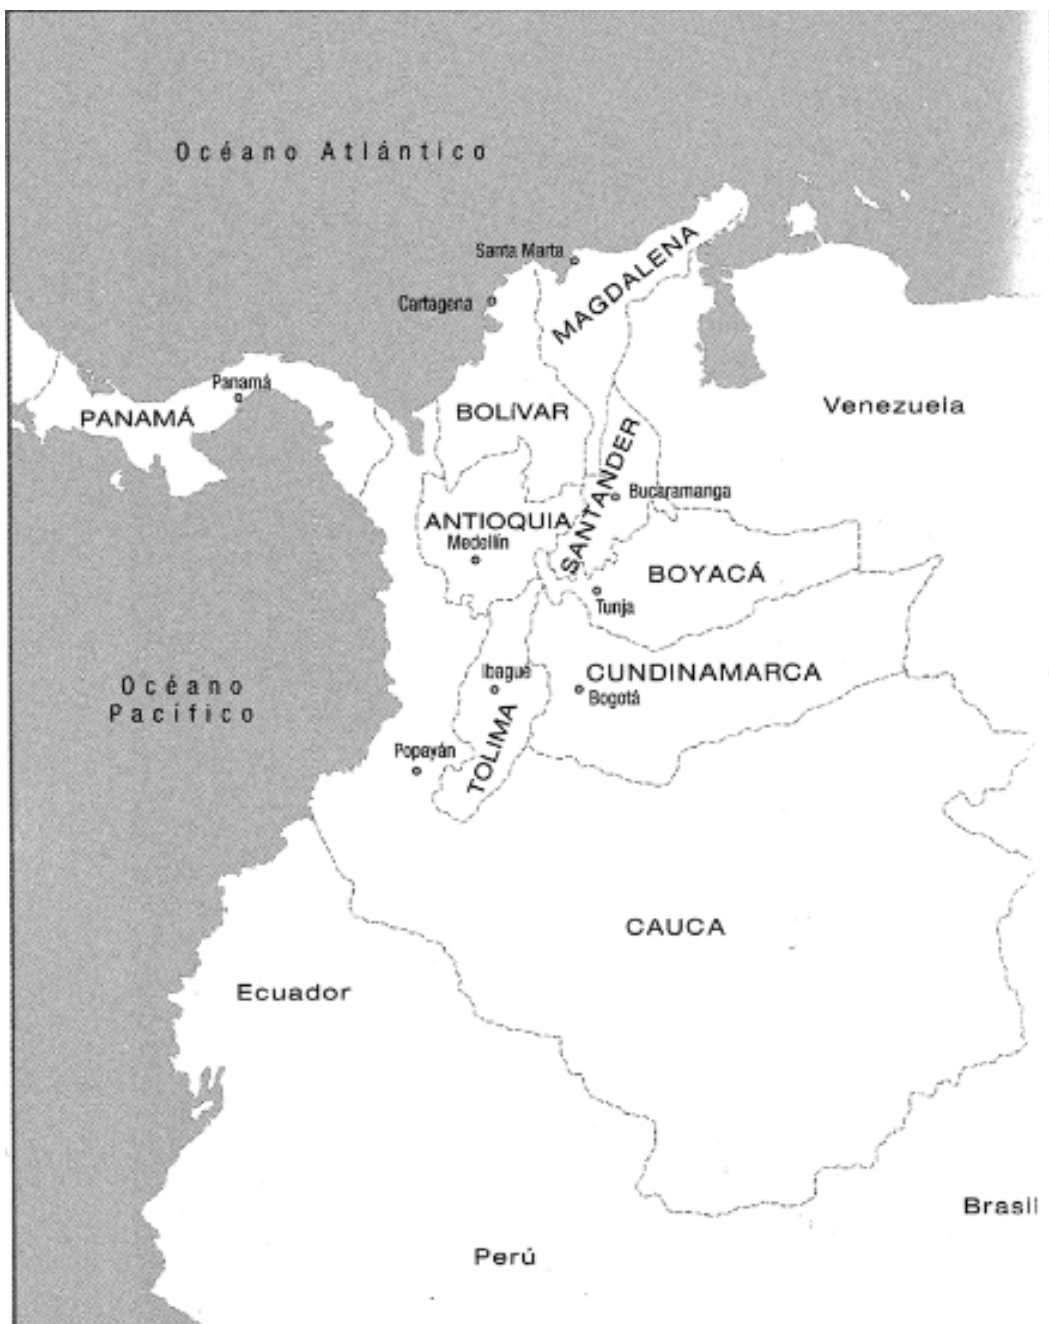 Océano Atlántico
Santa Marta
MAGDALENA
Cartagena
Panamá
PANAMÁ
BOLÍVAR
Venezuela
SANTANDER
Bucaramanga
ANTIOQUIA
Medellín
BOYACÁ
Tunja
Ibagué
CUNDINAMARCA
Bogotá
Océano
Pacífico
Popayán
TOLIMA
CAUCA
Ecuador
Brasil
Perú